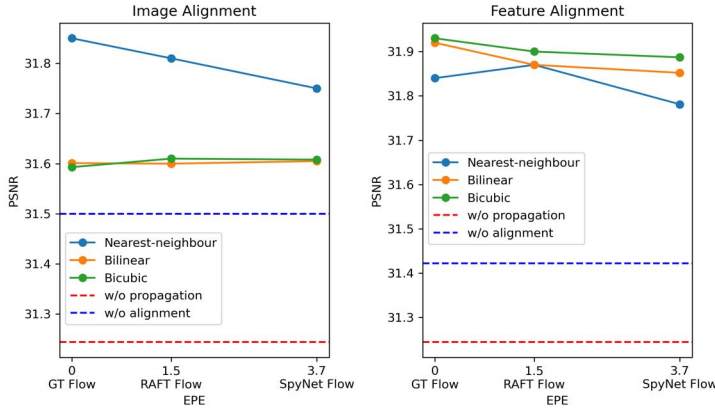 Image Alignment
31.8
31.7
31.6
31.5
31.4
31.3
PSNR
Nearest-neighbour
Bilinear
Bicubic
w/o propagation
w/o alignment
0
GT Flow
1.5
RAFT Flow
3.7
SpyNet Flow
EPE
Feature Alignment
31.9
31.8
31.7
31.6
31.5
31.4
31.3
PSNR
Nearest-neighbour
Bilinear
Bicubic
w/o propagation
w/o alignment
0
GT Flow
1.5
RAFT Flow
3.7
SpyNet Flow
EPE